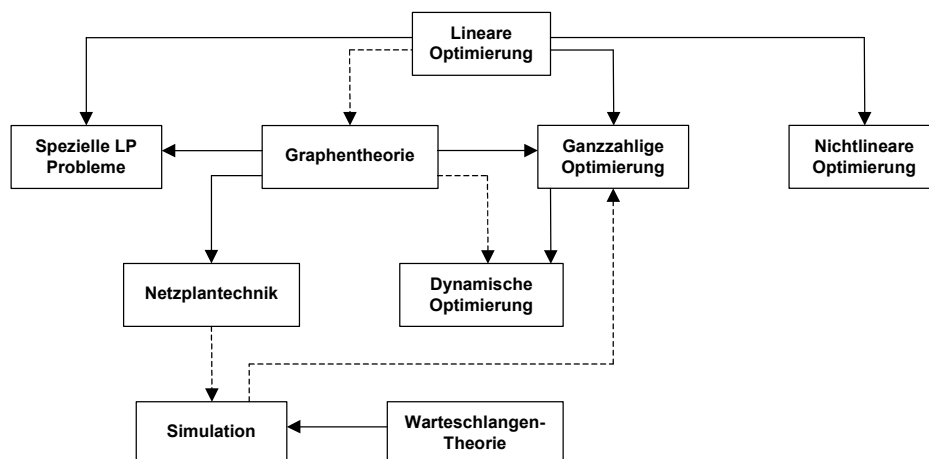 Lineare
Optimierung
Spezielle LP
Probleme
Graphentheorie
Ganzzahlige
Optimierung
Nichtlineare
Optimierung
Netzplantechnik
Dynamische
Optimierung
Simulation
Warteschlangen-
Theorie